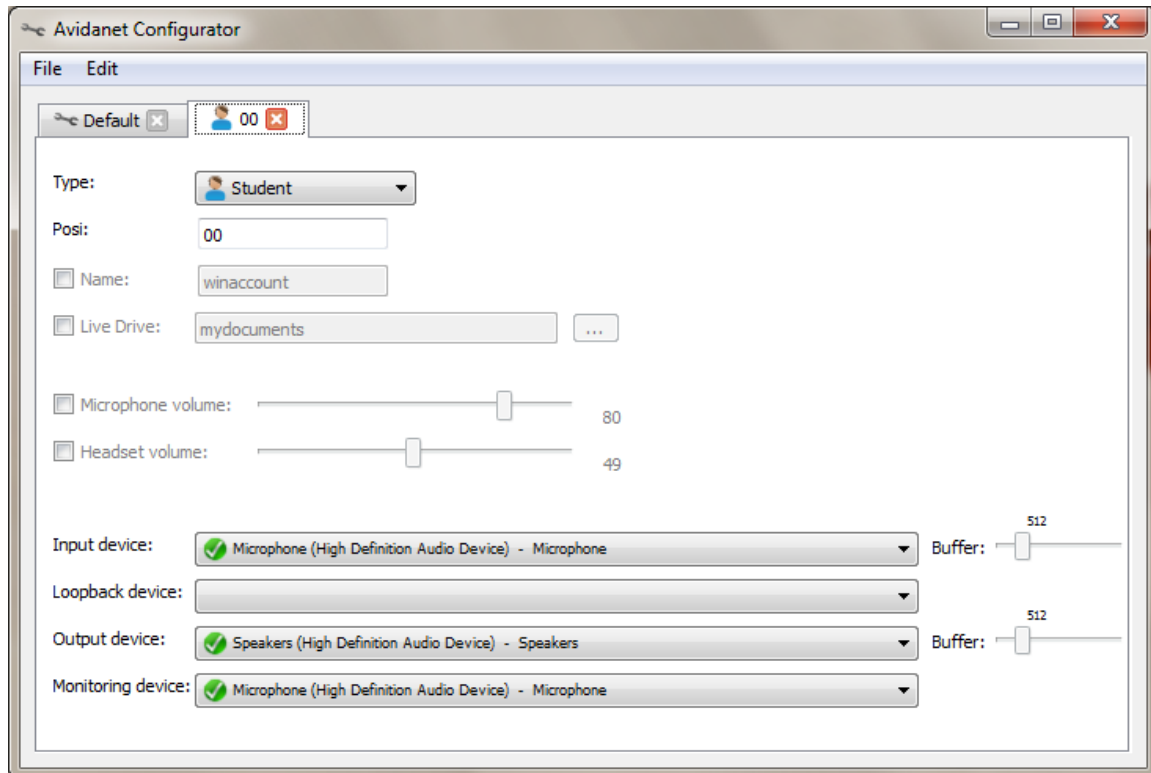 Avidanet Configurator
File Edit
Default 00
Type: Student
Posi: 00
Name: winaccount
Live Drive: mydocuments ...
Microphone volume: 80
Headset volume: 49
512
Input device: Microphone (High Definition Audio Device) - Microphone Buffer:
Loopback device:
512
Output device: Speakers (High Definition Audio Device) - Speakers Buffer:
Monitoring device: Microphone (High Definition Audio Device) - Microphone